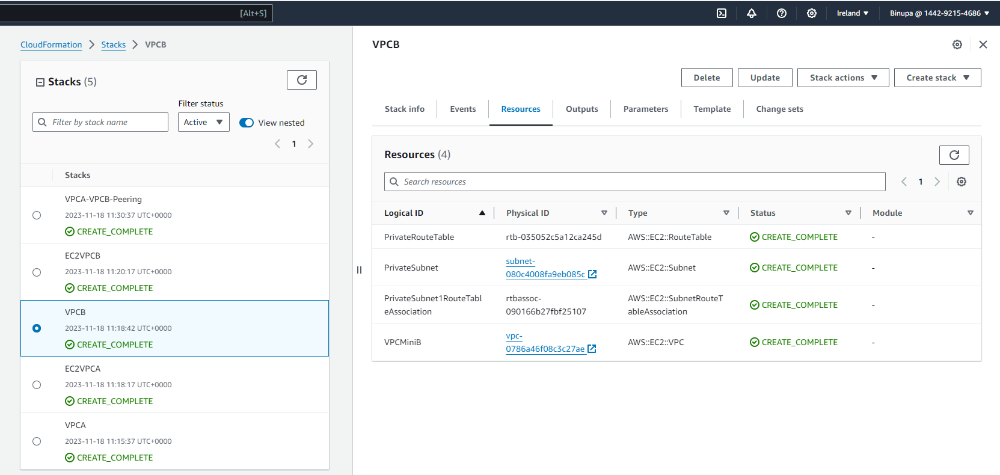 [Alt+S]
Ireland
Binupa @ 1442-9215-4686
CloudFormation
Stacks
VPCB
Stacks (5)
Filter status
Filter by stack name
Active
View nested
1
Stacks
VPCA-VPCB-Peering
2023-11-18 11:30:37 UTC+0000
CREATE_COMPLETE
EC2VPCB
2023-11-18 11:20:17 UTC+0000
CREATE_COMPLETE
VPCB
2023-11-18 11:18:42 UTC+0000
CREATE_COMPLETE
EC2VPCA
2023-11-18 11:18:17 UTC+0000
CREATE_COMPLETE
VPCA
2023-11-18 11:15:37 UTC+0000
CREATE_COMPLETE
VPCB
Delete
Update
Stack actions
Create stack
Stack info
Events
Resources
Outputs
Parameters
Template
Change sets
Resources (4)
Search resources
1
Logical ID
Physical ID
Type
Status
Module
PrivateRouteTable
rtb-035052c5a12ca245d
AWS::EC2::RouteTable
CREATE_COMPLETE
-
PrivateSubnet
subnet-
080c4008fa9eb085c
AWS::EC2::Subnet
CREATE_COMPLETE
-
PrivateSubnet1RouteTabl
eAssociation
rtbassoc-
090166b27fbf25107
AWS::EC2::SubnetRouteT
ableAssociation
CREATE_COMPLETE
-
VPCMiniB
vpc-
0786a46f08c3c27ae
AWS::EC2::VPC
CREATE_COMPLETE
-